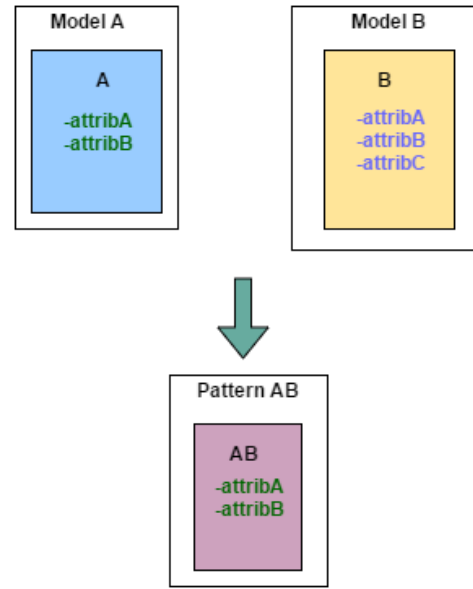 Model A
A
-attribA
-attribB
Model B
B
-attribA
-attribB
-attribC
Pattern AB
AB
-attribA
-attribB